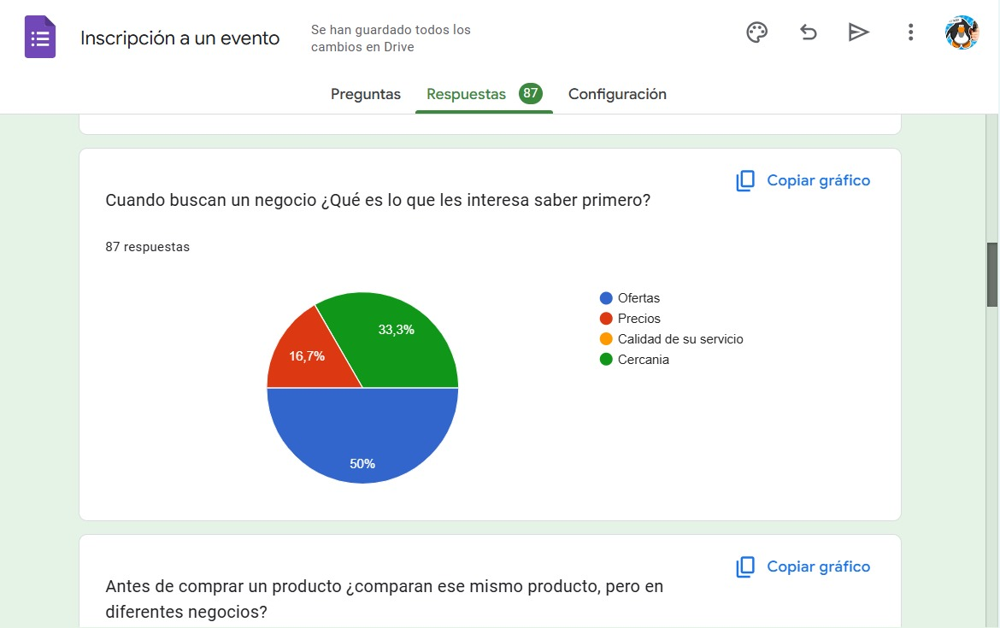 Inscripción a un evento
Se han guardado todos los
cambios en Drive
Preguntas
Respuestas 87
Configuración
Copiar gráfico
Cuando buscan un negocio ¿Qué es lo que les interesa saber primero?
87 respuestas
33,3%
16,7%
50%
Ofertas
Precios
Calidad de su servicio
Cercania
Copiar gráfico
Antes de comprar un producto ¿comparan ese mismo producto, pero en
diferentes negocios?